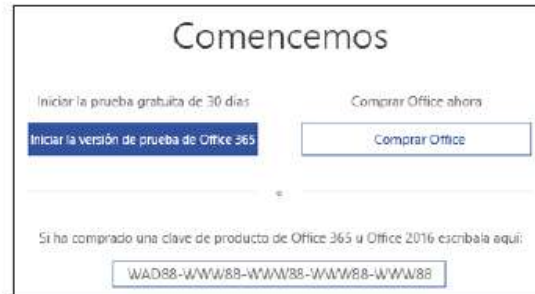 Comencemos
Iniciar la prueba gratuita de 30 días
Comprar Office ahora
Iniciar la versión de prueba de Office 365
Comprar Office
o
Si ha comprado una clave de producto de Office 365 u Office 2016 escríbala aquí:
WAD88-WWW88-WWW88-WWW88-WWW88